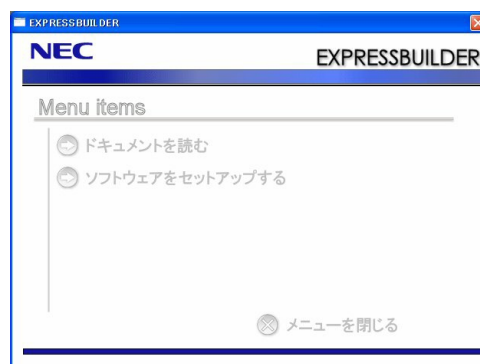 EXPRESSBUILDER
NEC
EXPRESSBUILDER
Menu items
ドキュメントを読む
ソフトウェアをセットアップする
メニューを閉じる